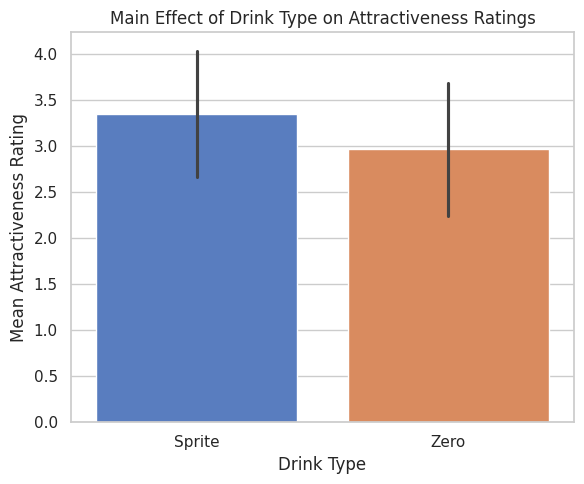 Main Effect of Drink Type on Attractiveness Ratings
Mean Attractiveness Rating
4.0
3.5
3.0
2.5
2.0
1.5
1.0
0.5
0.0
Sprite
Zero
Drink Type